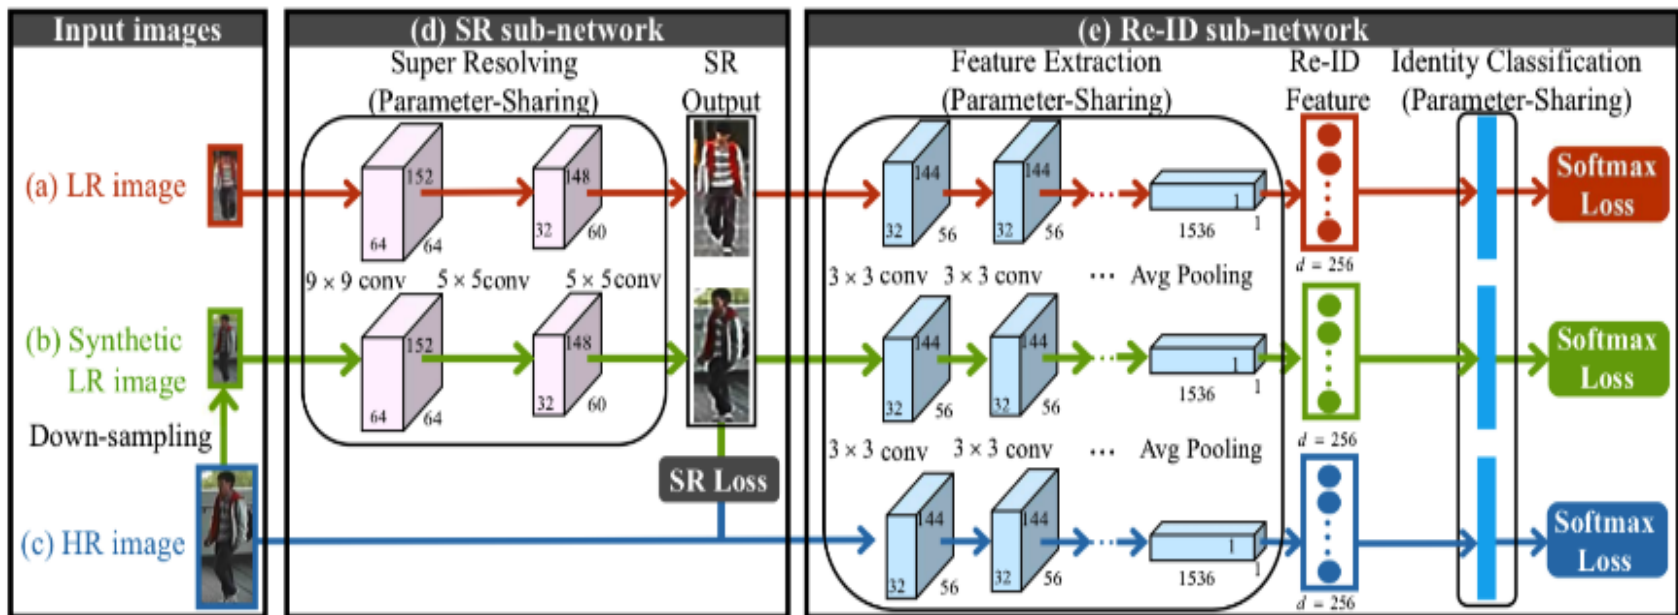 Input images
(d) SR sub-network
(e) Re-ID sub-network
Super Resolving
(Parameter-Sharing)
SR
Output
Feature Extraction
(Parameter-Sharing)
Re-ID
Feature
Identity Classification
(Parameter-Sharing)
(a) LR image
152
64
64
148
32
60
144
32
56
144
32
56
...
1
1536
1
d = 256
Softmax
Loss
9 × 9 conv
5 × 5conv
5 × 5conv
3 × 3 conv
3 × 3 conv
...
Avg Pooling
(b) Synthetic
LR image
152
64
64
148
32
60
144
32
56
144
32
56
...
1
1536
1
d = 256
Softmax
Loss
Down-sampling
SR Loss
3 × 3 conv
3 × 3 conv
...
Avg Pooling
(c) HR image
144
32
56
144
32
56
...
1
1536
1
d = 256
Softmax
Loss